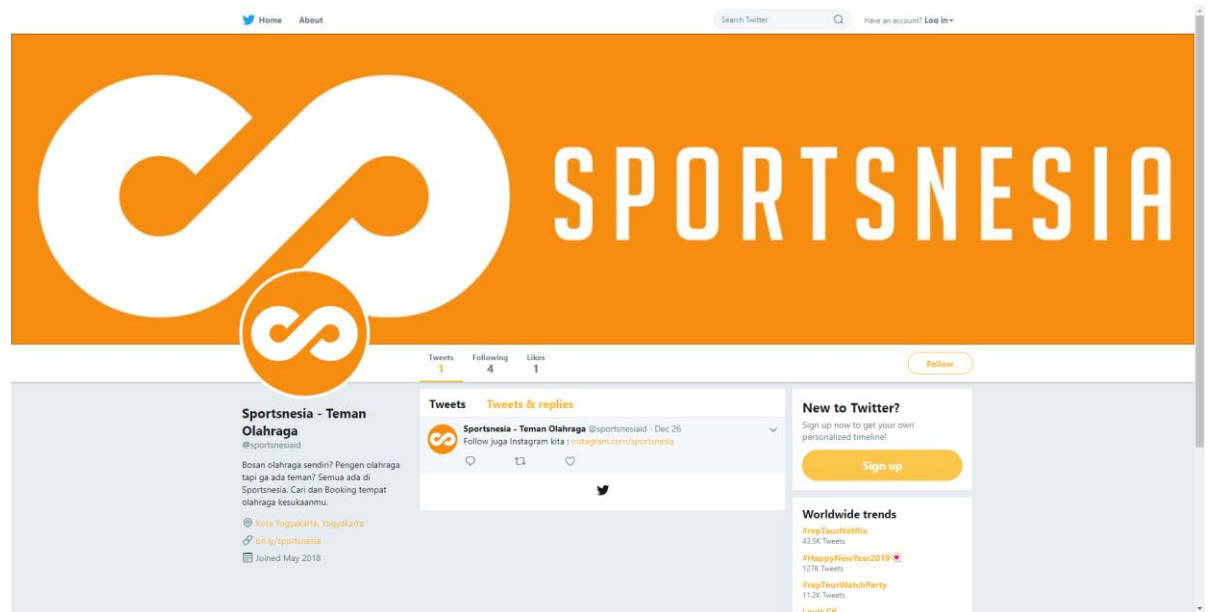 Home About
Search Twitter
Have an account? Log in
SPORTSNESIA
Tweets Following Likes
1 4 1
Follow
Sportsnesia - Teman
Olahraga
@sportsnesiaid
Bosan olahraga sendiri? Pengen olahraga
tapi ga ada teman? Semua ada di
Sportsnesia. Cari dan Booking tempat
olahraga kesukaanmu.
Kota Yogyakarta, Yogyakarta
bit.ly/sportsnesia
Joined May 2018
Tweets Tweets & replies
Sportsnesia - Teman Olahraga @sportsnesiaid · Dec 26
Follow juga Instagram kita : instagram.com/sportsnesia
New to Twitter?
Sign up now to get your own
personalized timeline!
Sign up
Worldwide trends
#repTourNetflix
43.5K Tweets
#HappyNewYear2019
127K Tweets
#repTourWatchParty
11.2K Tweets
Louis CK